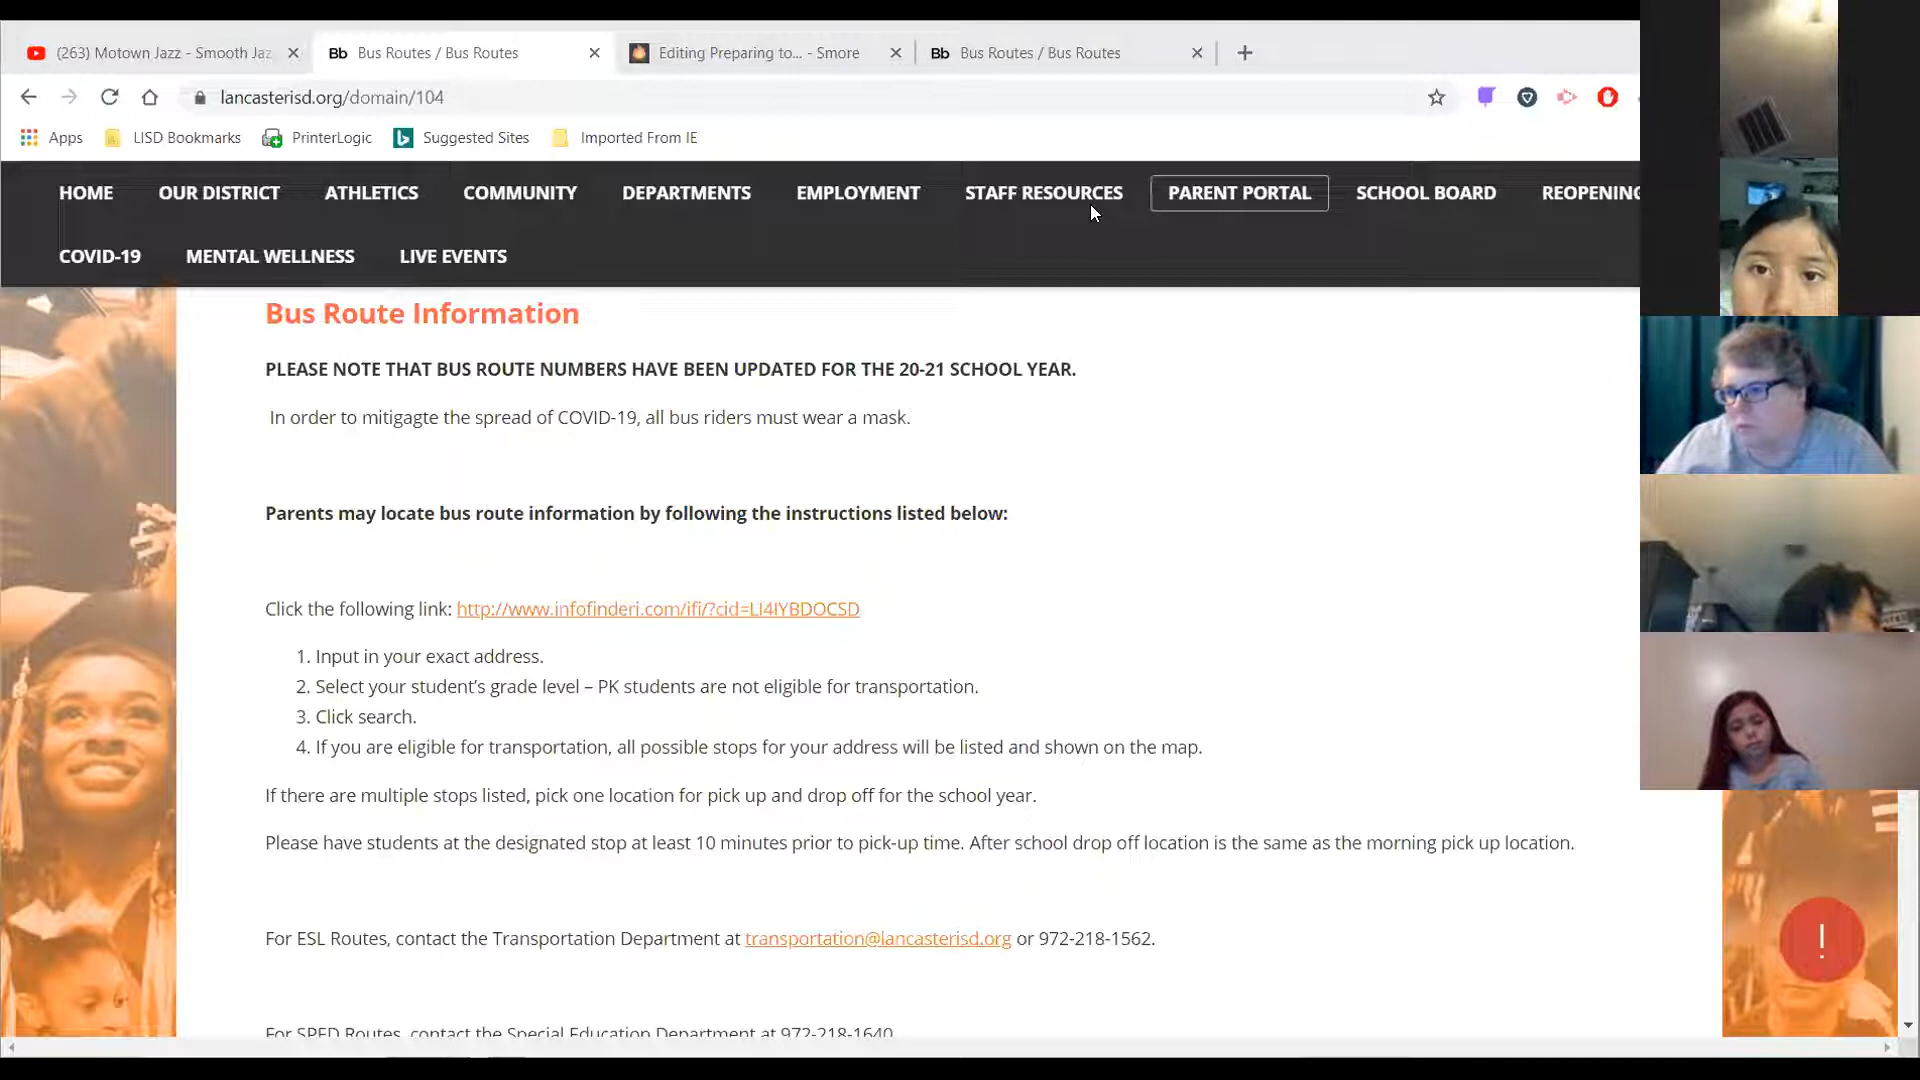 (263) Motown Jazz - Smooth Jaz
Bb Bus Routes / Bus Routes
Editing Preparing to... - Smore
Bb Bus Routes / Bus Routes
lancasterisd.org/domain/104
Apps LISD Bookmarks PrinterLogic Suggested Sites Imported From IE
HOME OUR DISTRICT ATHLETICS COMMUNITY DEPARTMENTS EMPLOYMENT STAFF RESOURCES PARENT PORTAL SCHOOL BOARD REOPENING
COVID-19 MENTAL WELLNESS LIVE EVENTS
Bus Route Information
PLEASE NOTE THAT BUS ROUTE NUMBERS HAVE BEEN UPDATED FOR THE 20-21 SCHOOL YEAR.
In order to mitigagte the spread of COVID-19, all bus riders must wear a mask.
Parents may locate bus route information by following the instructions listed below:
Click the following link: http://www.infofinderi.com/ifi/?cid=LI4IYBDOCSD
1. Input in your exact address.
2. Select your student's grade level – PK students are not eligible for transportation.
3. Click search.
4. If you are eligible for transportation, all possible stops for your address will be listed and shown on the map.
If there are multiple stops listed, pick one location for pick up and drop off for the school year.
Please have students at the designated stop at least 10 minutes prior to pick-up time. After school drop off location is the same as the morning pick up location.
For ESL Routes, contact the Transportation Department at transportation@lancasterisd.org or 972-218-1562.
For SPED Routes, contact the Special Education Department at 972-218-1640